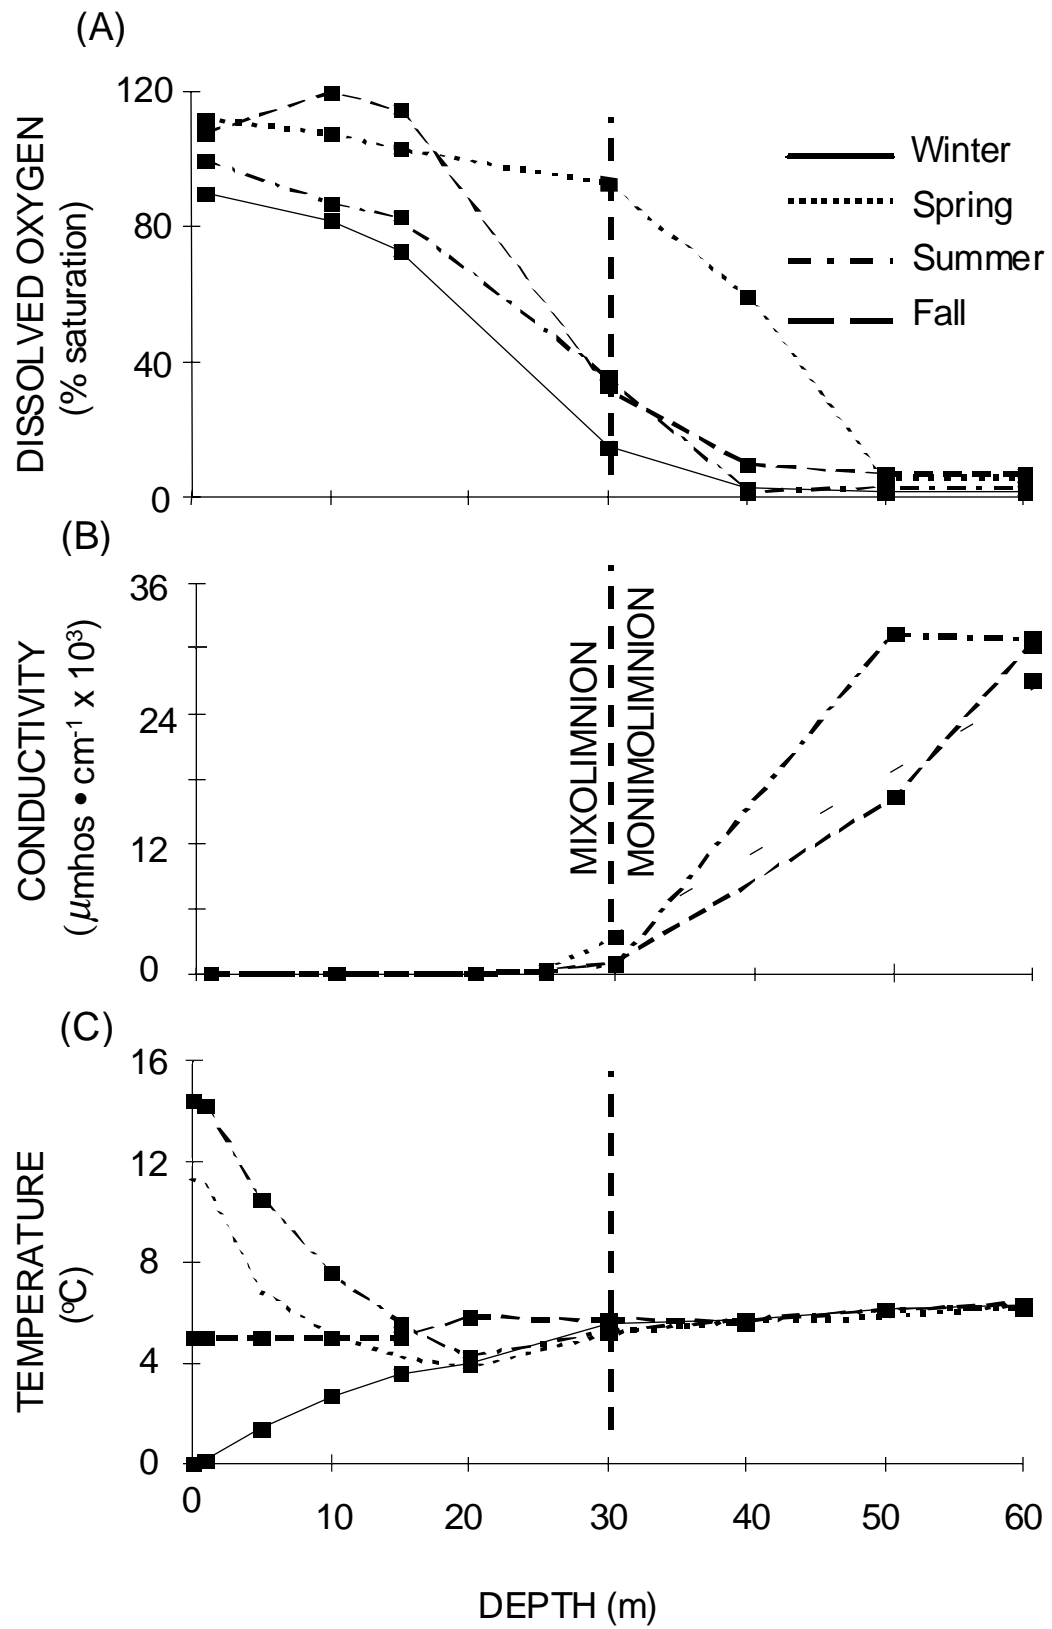 (A)
DISSOLVED OXYGEN
(% saturation)
120
80
40
0
Winter
Spring
Summer
Fall
(B)
CONDUCTIVITY
(μmhos • cm⁻¹ x 10³)
36
24
12
0
MIXOLIMNION
MONIMOLIMNION
(C)
TEMPERATURE
(ºC)
16
12
8
4
0
0 10 20 30 40 50 60
DEPTH (m)